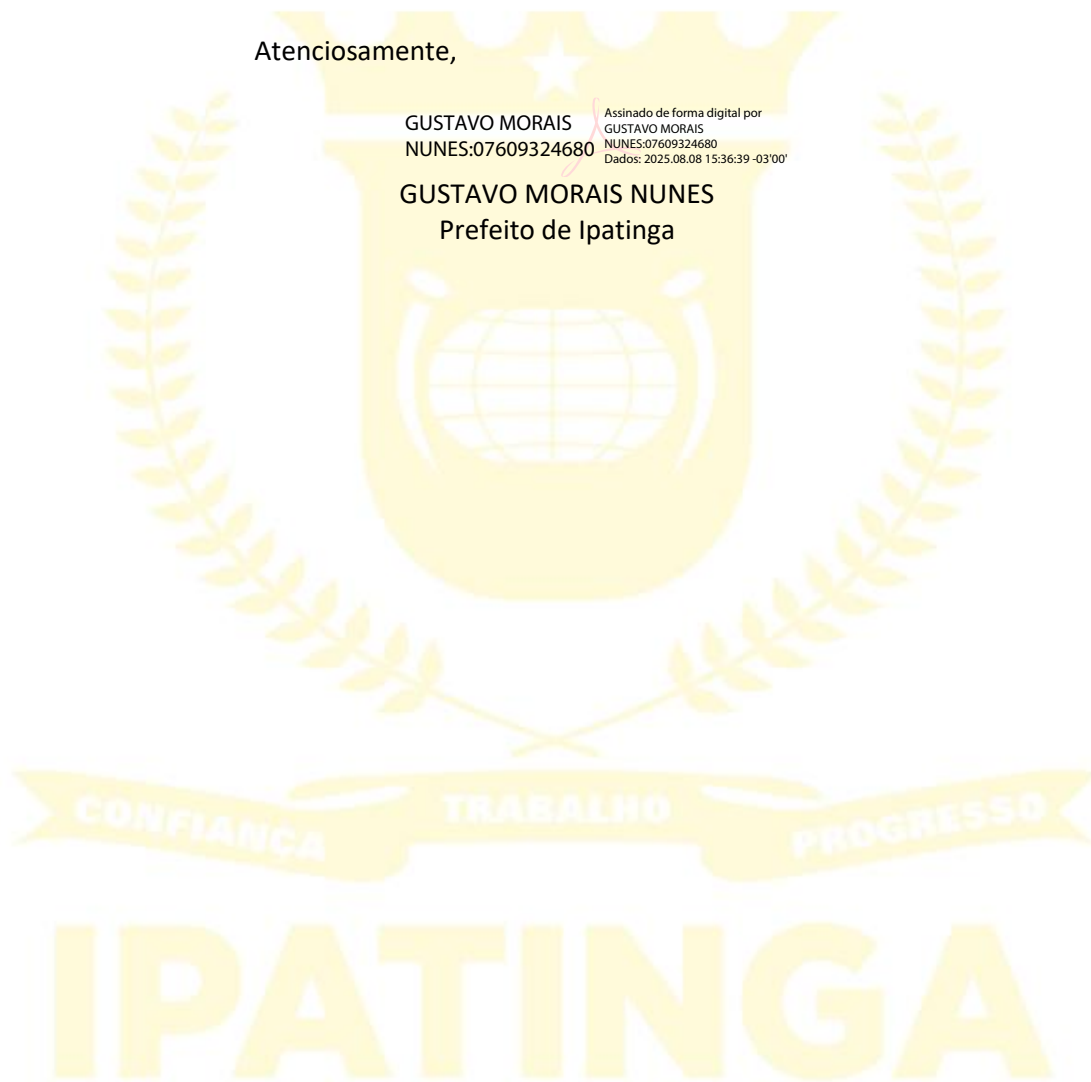 Atenciosamente,
GUSTAVO MORAIS
NUNES:07609324680
Assinado de forma digital por
GUSTAVO MORAIS
NUNES:07609324680
Dados: 2025.08.08 15:36:39 -03'00'
GUSTAVO MORAIS NUNES
Prefeito de Ipatinga
CONFIANÇA TRABALHO PROGRESSO
IPATINGA